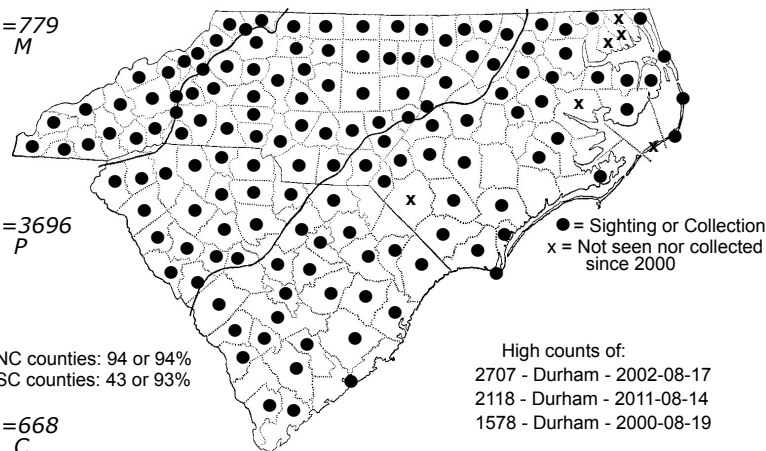 =779
M
=3696
P
=668
C
● = Sighting or Collection
x = Not seen nor collected
since 2000
NC counties: 94 or 94%
SC counties: 43 or 93%
High counts of:
2707 - Durham - 2002-08-17
2118 - Durham - 2011-08-14
1578 - Durham - 2000-08-19